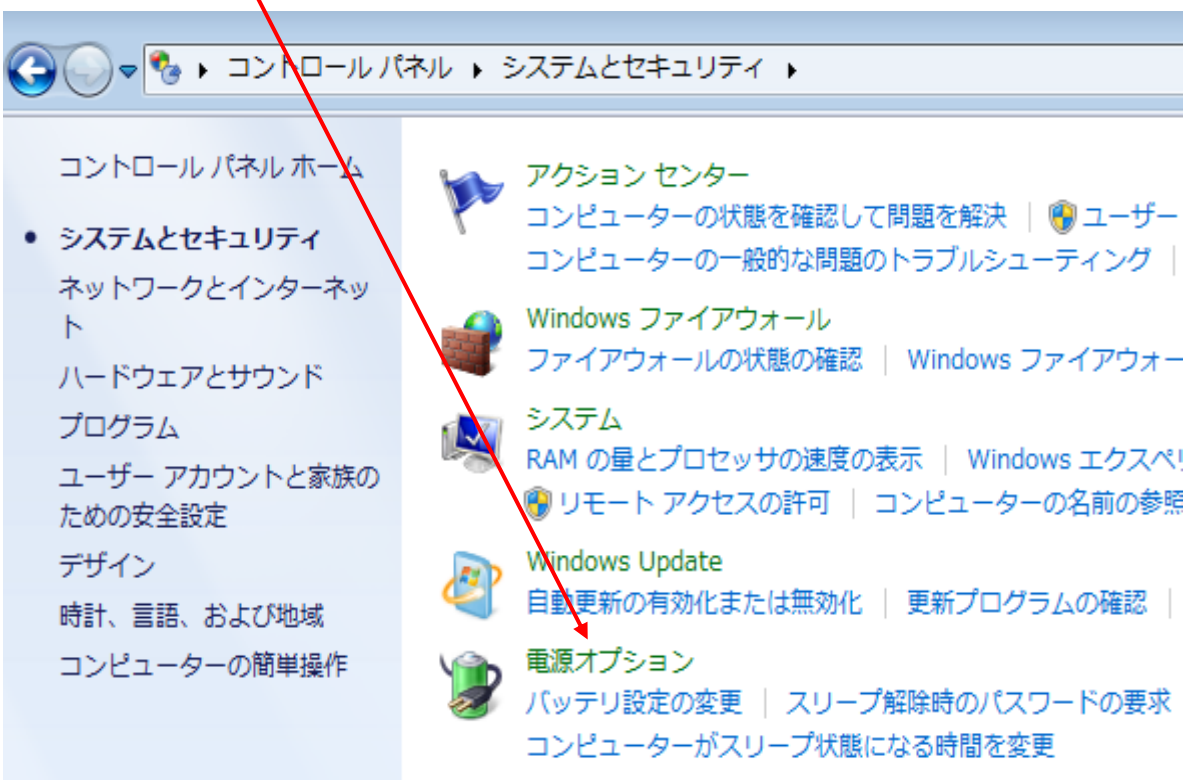 コントロール パネル ▸ システムとセキュリティ ▸
コントロール パネル ホーム
• システムとセキュリティ
ネットワークとインターネッ
ト
ハードウェアとサウンド
プログラム
ユーザー アカウントと家族の
ための安全設定
デザイン
時計、言語、および地域
コンピューターの簡単操作
アクション センター
コンピューターの状態を確認して問題を解決 | ユーザー
コンピューターの一般的な問題のトラブルシューティング |
Windows ファイアウォール
ファイアウォールの状態の確認 | Windows ファイアウォー
システム
RAM の量とプロセッサの速度の表示 | Windows エクスペリ
リモート アクセスの許可 | コンピューターの名前の参照
Windows Update
自動更新の有効化または無効化 | 更新プログラムの確認 |
電源オプション
バッテリ設定の変更 | スリープ解除時のパスワードの要求
コンピューターがスリープ状態になる時間を変更